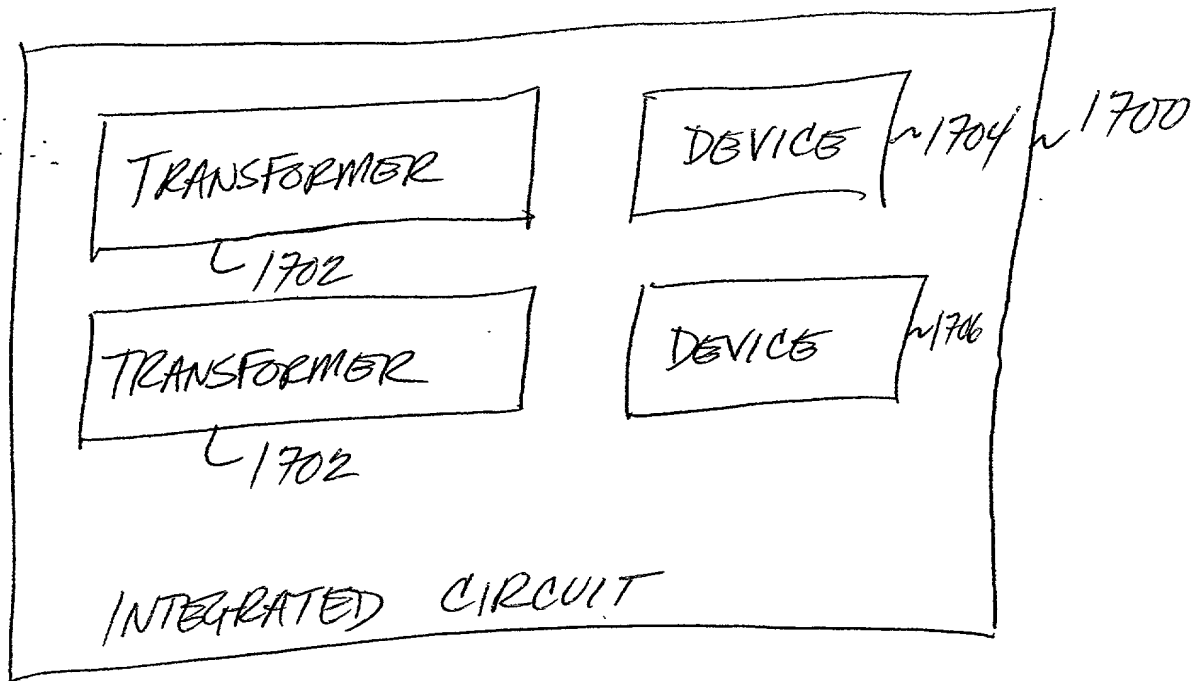 TRANSFORMER
1702
DEVICE
1704
1700
TRANSFORMER
1702
DEVICE
1706
INTEGRATED CIRCUIT